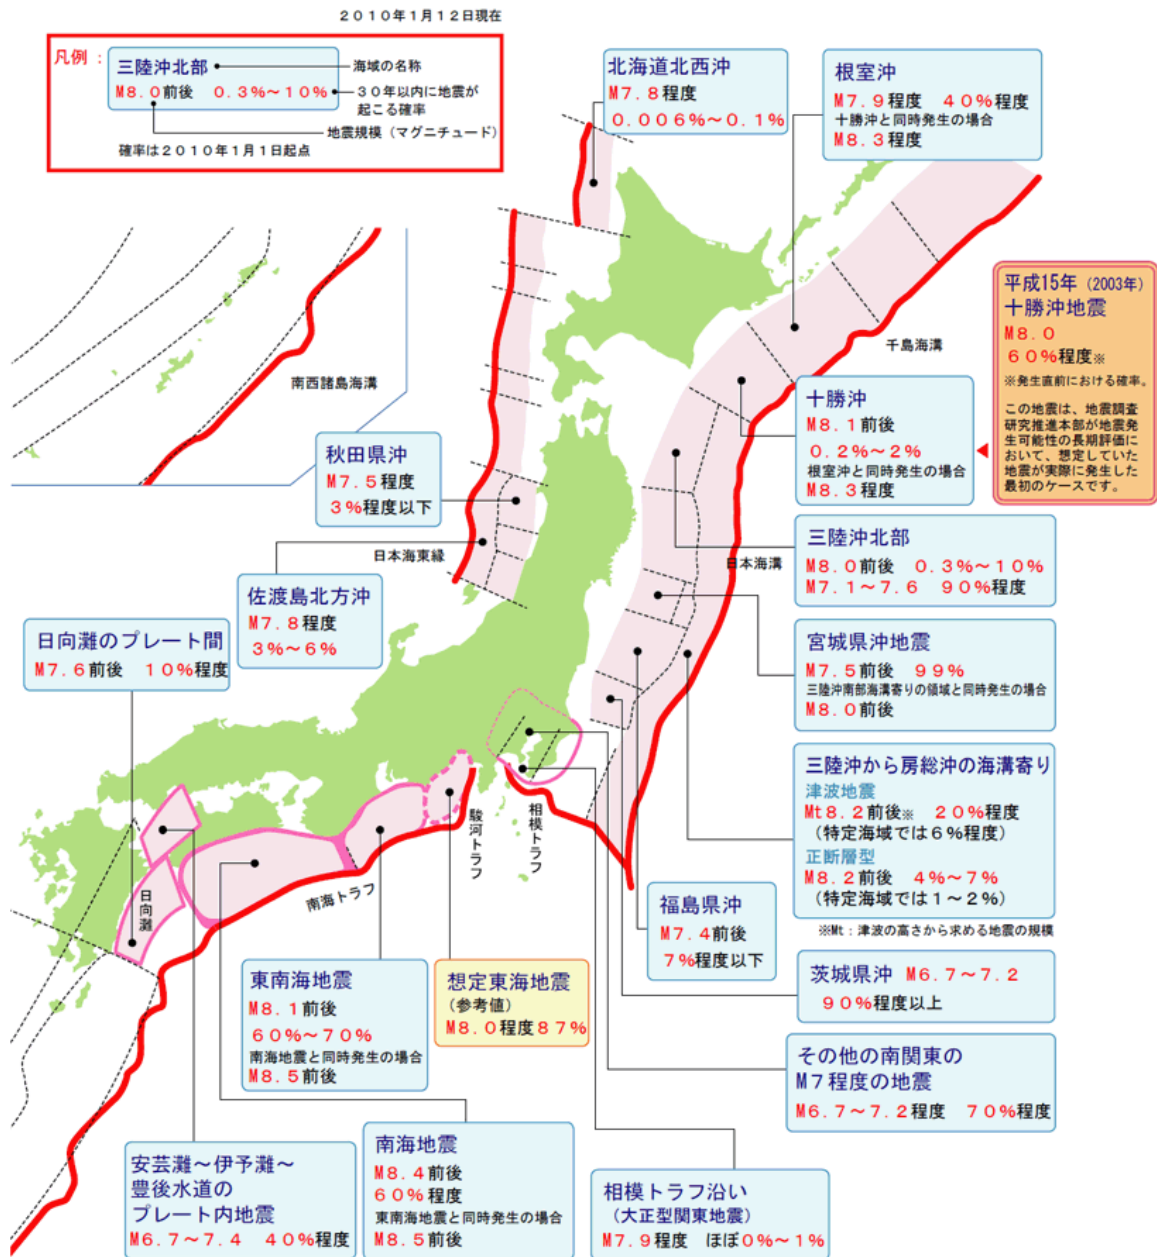 ２０１０年１月１２日現在
凡例：
三陸沖北部
海域の名称
M８.０前後　０.３%～１０%
３０年以内に地震が
起こる確率
地震規模（マグニチュード）
確率は２０１０年１月１日起点
北海道北西沖
M７.８程度
０.００６%～０.１%
根室沖
M７.９程度　４０%程度
十勝沖と同時発生の場合
M８.３程度
平成15年（2003年）
十勝沖地震
M８.０
６０%程度※
※発生直前における確率。
この地震は、地震調査
研究推進本部が地震発
生可能性の長期評価に
おいて、想定していた
地震が実際に発生した
最初のケースです。
千島海溝
南西諸島海溝
十勝沖
M８.１前後
０.２%～２%
根室沖と同時発生の場合
M８.３程度
秋田県沖
M７.５程度
３%程度以下
日本海東縁
日本海溝
三陸沖北部
M８.０前後　０.３%～１０%
M７.１～７.６　９０%程度
佐渡島北方沖
M７.８程度
３%～６%
日向灘のプレート間
M７.６前後　１０%程度
宮城県沖地震
M７.５前後　９９%
三陸沖南部海溝寄りの領域と同時発生の場合
M８.０前後
三陸沖から房総沖の海溝寄り
津波地震
Mt８.２前後※　２０%程度
（特定海域では６%程度）
正断層型
M８.２前後　４%～７%
（特定海域では１～２%）
※Mt：津波の高さから求める地震の規模
駿河トラフ
相模トラフ
南海トラフ
日向灘
福島県沖
M７.４前後
７%程度以下
茨城県沖　M６.７～７.２
９０%程度以上
東南海地震
M８.１前後
６０%～７０%
南海地震と同時発生の場合
M８.５前後
想定東海地震
（参考値）
M８.０程度８７%
その他の南関東の
M７程度の地震
M６.７～７.２程度　７０%程度
安芸灘～伊予灘～
豊後水道の
プレート内地震
M６.７～７.４　４０%程度
南海地震
M８.４前後
６０%程度
東南海地震と同時発生の場合
M８.５前後
相模トラフ沿い
（大正型関東地震）
M７.９程度　ほぼ０%～１%